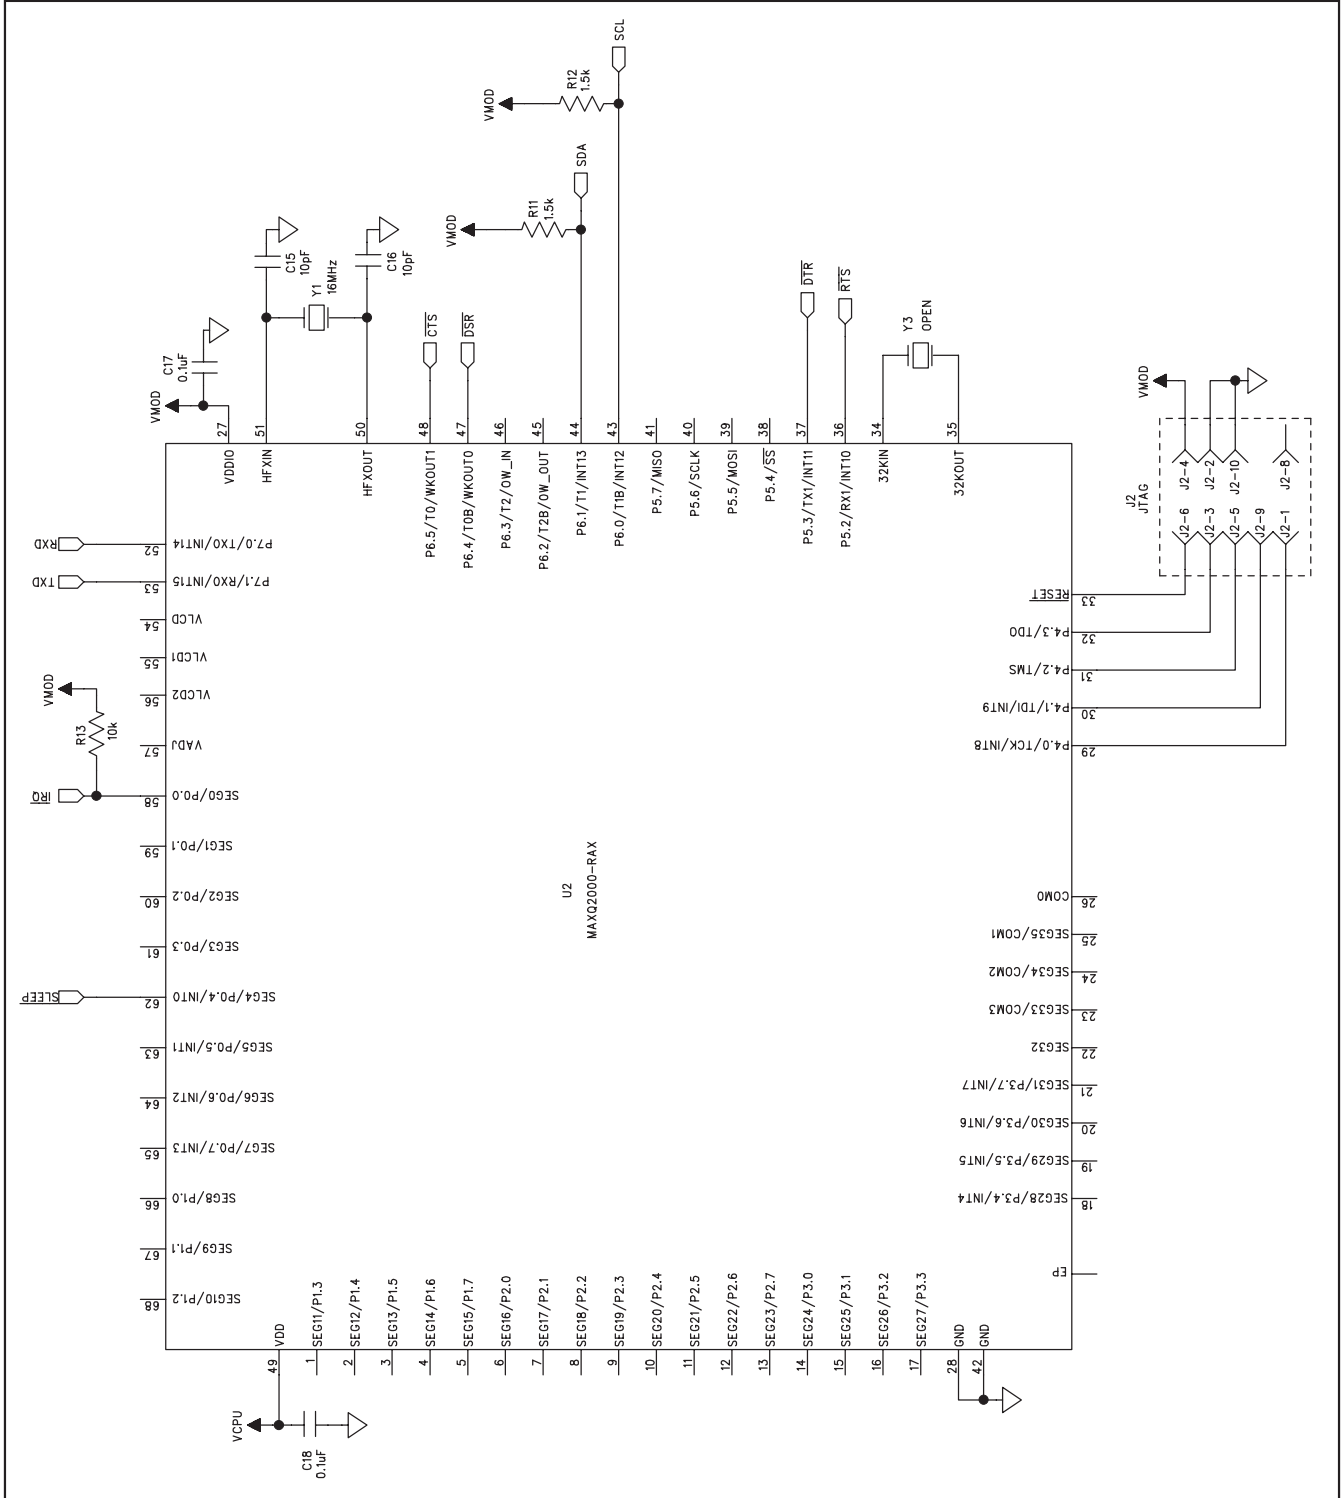 SCL
R12
1.5k
VMOD
SDA
R11
1.5k
VMOD
C15
10pF
Y1
16MHz
C16
10pF
C17
0.1uF
VMOD
CTS
DSR
DTR
RTS
Y3
OPEN
27
51
50
48
47
46
45
44
43
41
40
39
38
37
36
34
35
VDDIO
HFXIN
HFXOUT
P6.5/T0/WKOUT1
P6.4/T0B/WKOUT0
P6.3/T2/OW_IN
P6.2/T2B/OW_OUT
P6.1/T1/INT13
P6.0/T1B/INT12
P5.7/MISO
P5.6/SCLK
P5.5/MOSI
P5.4/SS
P5.3/TX1/INT11
P5.2/RX1/INT10
32KIN
32KOUT
VMOD
J2
JTAG
J2-4
J2-2
J2-10
J2-8
J2-6
J2-3
J2-5
J2-9
J2-1
RXD
52
P7.0/TX0/INT14
TXD
53
P7.1/RX0/INT15
54
VLCD
55
VLCD1
56
VLCD2
57
VADJ
VMOD
R13
10k
IRQ
58
SEG0/P0.0
59
SEG1/P0.1
60
SEG2/P0.2
61
SEG3/P0.3
SLEEP
62
SEG4/P0.4/INT0
63
SEG5/P0.5/INT1
64
SEG6/P0.6/INT2
65
SEG7/P0.7/INT3
66
SEG8/P1.0
67
SEG9/P1.1
68
SEG10/P1.2
U2
MAXQ2000-RAX
RESET
33
P4.3/TDO
32
P4.2/TMS
31
P4.1/TDI/INT9
30
P4.0/TCK/INT8
29
COM0
26
SEG35/COM1
25
SEG34/COM2
24
SEG33/COM3
23
SEG32
22
SEG31/P3.7/INT7
21
SEG30/P3.6/INT6
20
SEG29/P3.5/INT5
19
SEG28/P3.4/INT4
18
EP
VDD
SEG11/P1.3
SEG12/P1.4
SEG13/P1.5
SEG14/P1.6
SEG15/P1.7
SEG16/P2.0
SEG17/P2.1
SEG18/P2.2
SEG19/P2.3
SEG20/P2.4
SEG21/P2.5
SEG22/P2.6
SEG23/P2.7
SEG24/P3.0
SEG25/P3.1
SEG26/P3.2
SEG27/P3.3
GND
GND
49
1
2
3
4
5
6
7
8
9
10
11
12
13
14
15
16
17
28
42
VCPU
C18
0.1uF